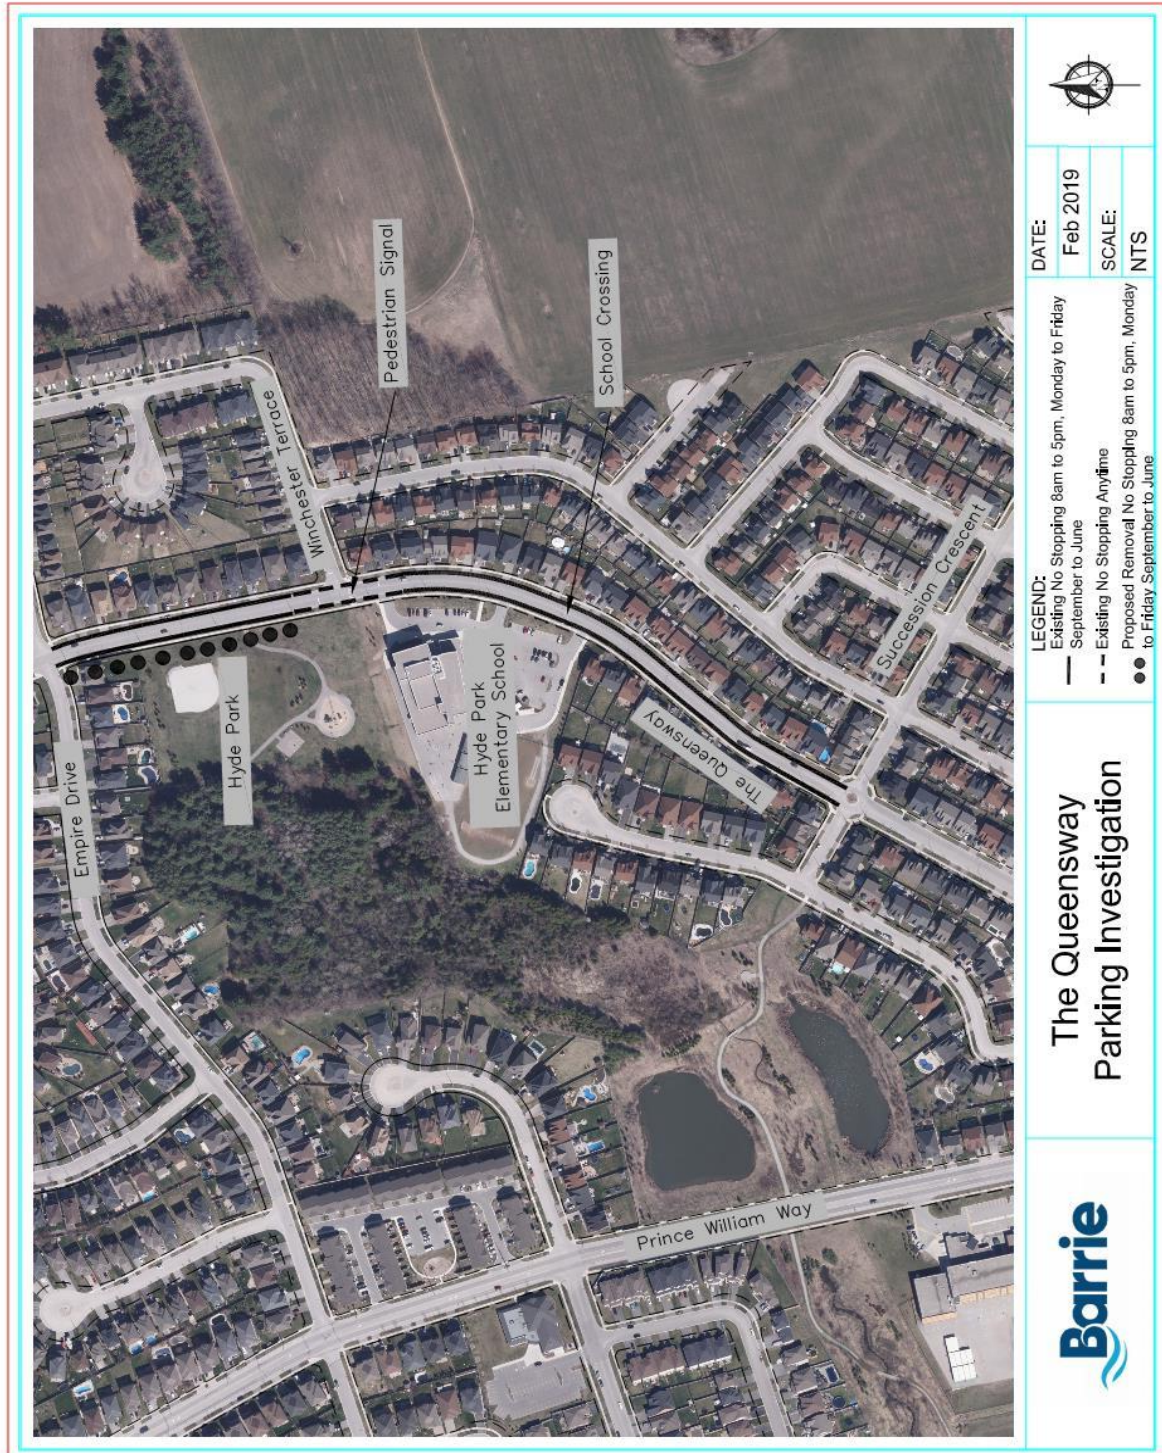 Empire Drive
Hyde Park
Winchester Terrace
Pedestrian Signal
Hyde Park
Elementary School
School Crossing
The Queensway
Succession Crescent
Prince William Way
Barrie
The Queensway
Parking Investigation
LEGEND:
Existing No Stopping 8am to 5pm, Monday to Friday
September to June
Existing No Stopping Anytime
Proposed Removal No Stopping 8am to 5pm, Monday
to Friday September to June
DATE:
Feb 2019
SCALE:
NTS